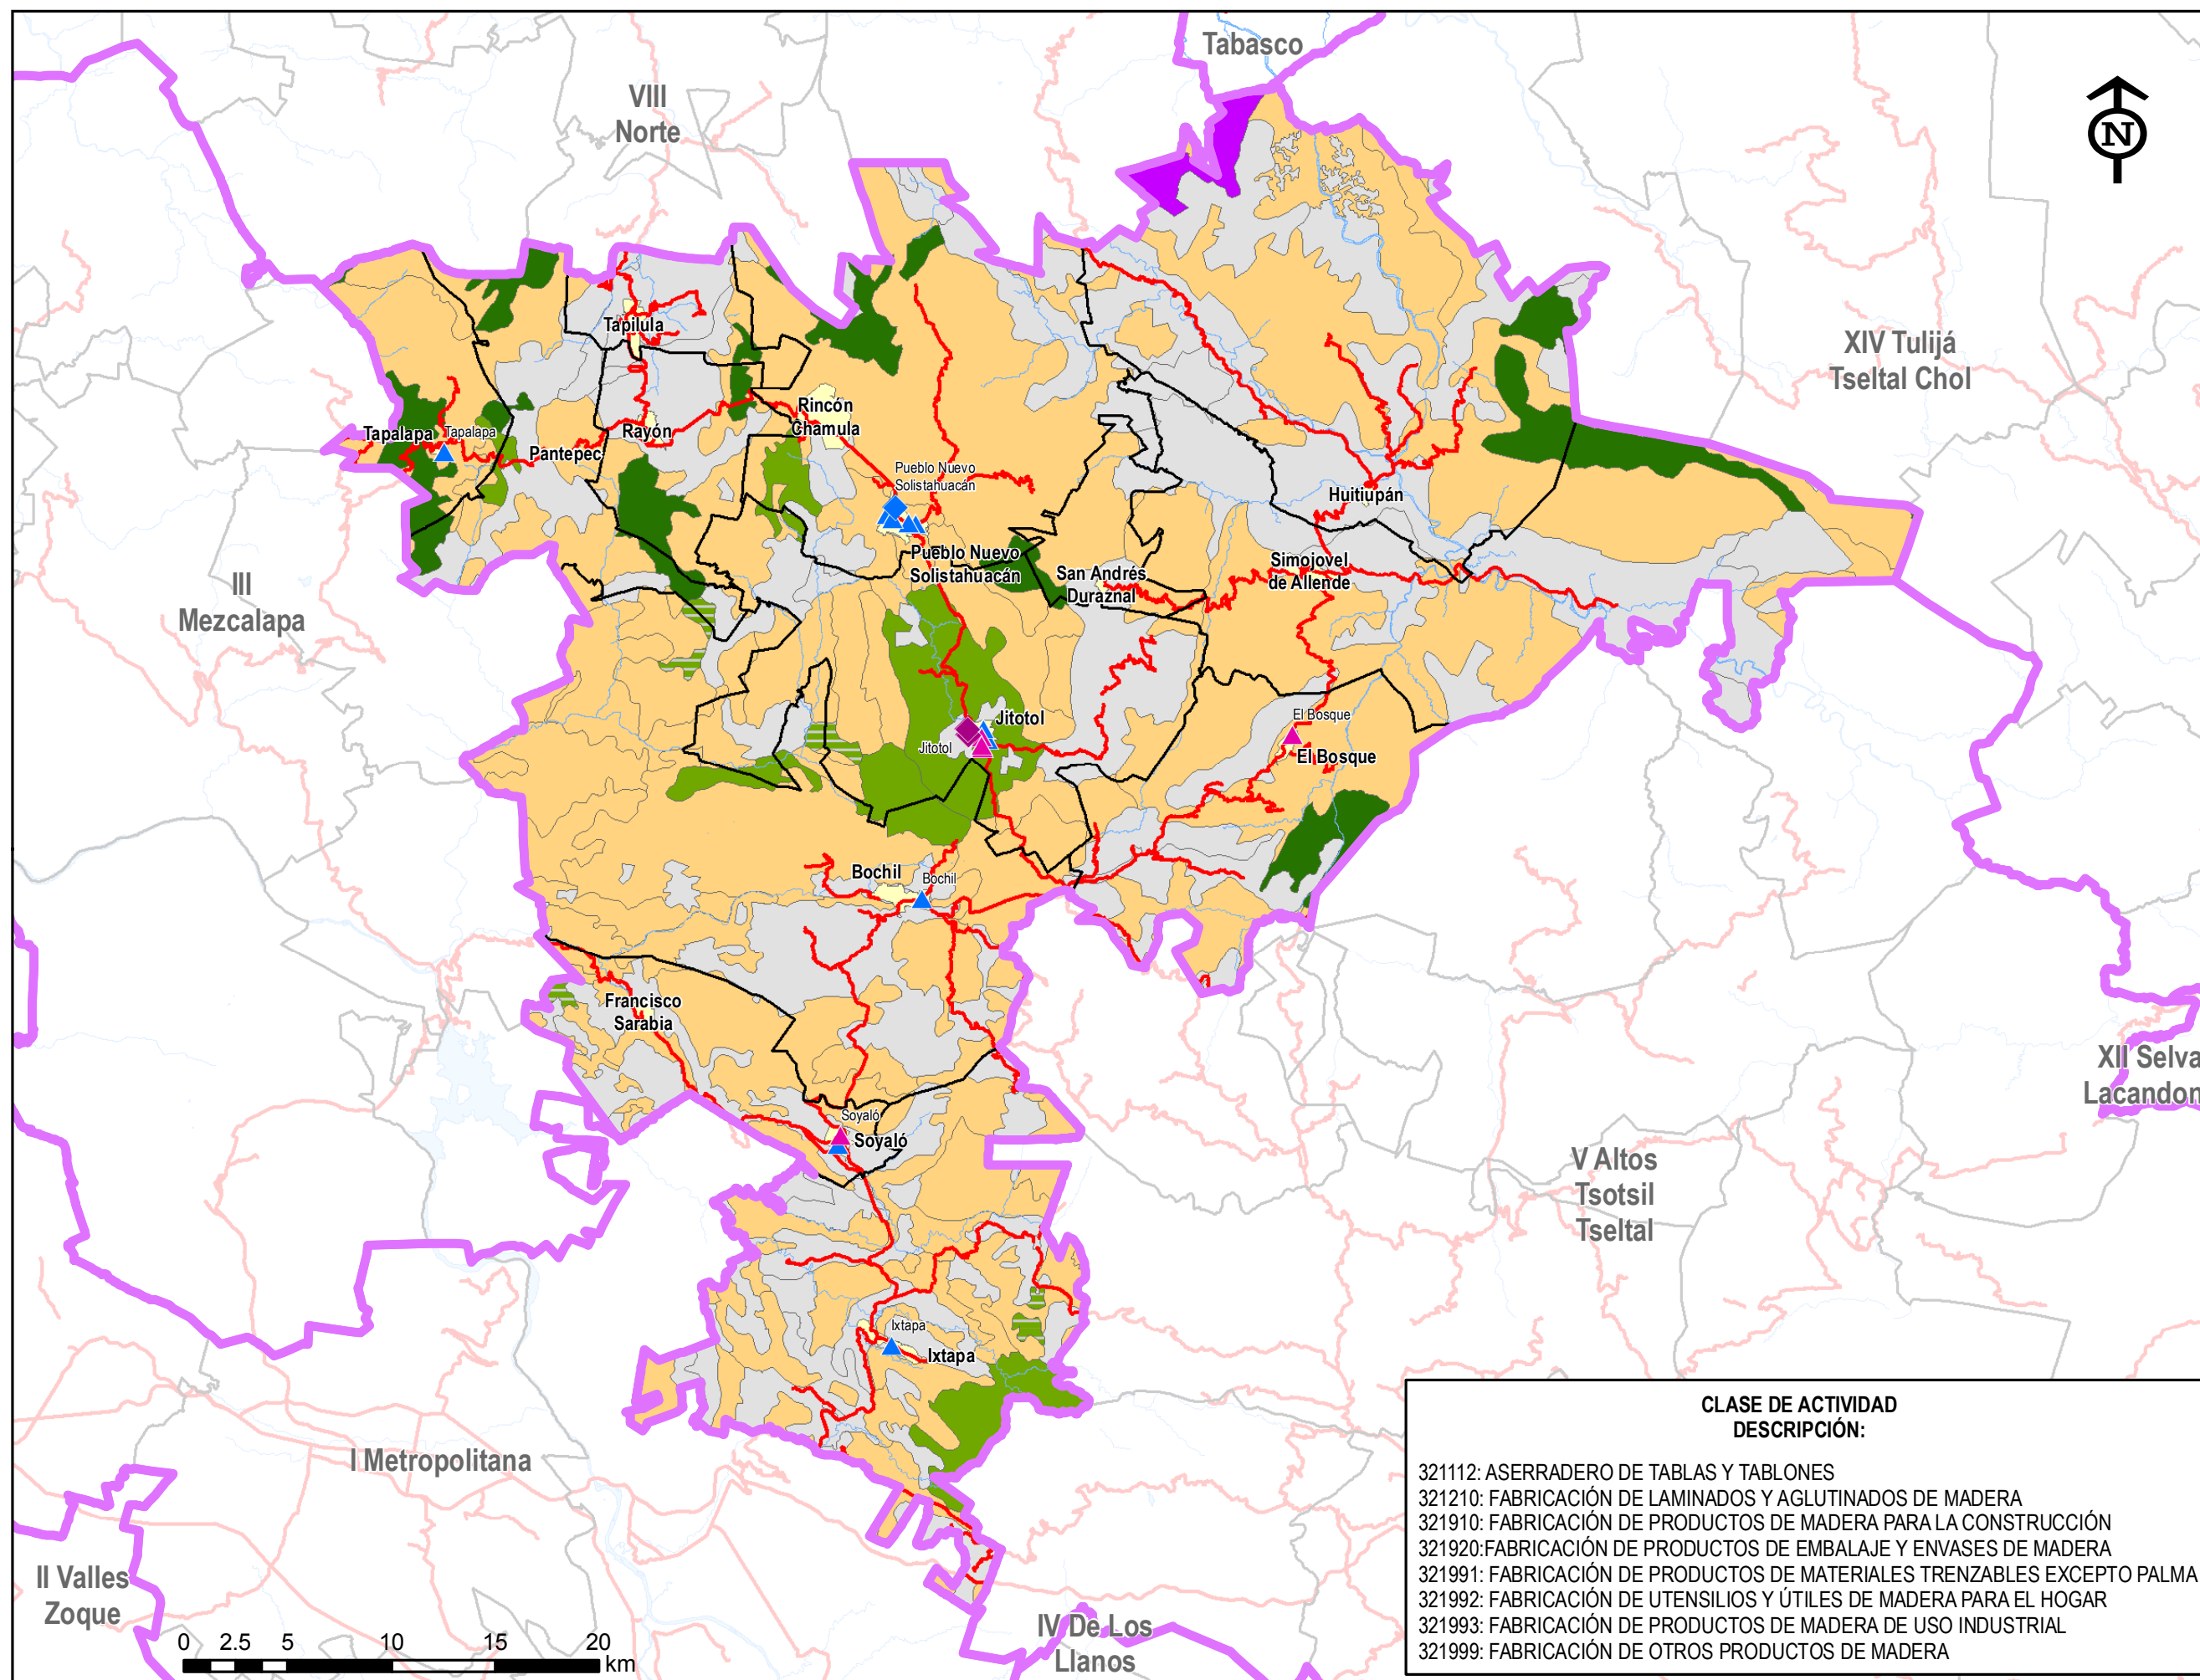 Tabasco
VIII
Norte
N
XIV Tulijá
Tseltal Chol
Tapilula
Rincón
Chamula
Tapalapa
Tapalapa
Rayón
Pantepec
Pueblo Nuevo
Solistahuacán
Huitiupán
Pueblo Nuevo
Solistahuacán
San Andrés
Duraznal
Simojovel
de Allende
III
Mezcalapa
Jitotol
Jitotol
El Bosque
El Bosque
Bochil
Bochil
Francisco
Sarabia
XII Selva
Lacandon
Soyaló
Soyaló
V Altos
Tsotsil
Tseltal
Ixtapa
Ixtapa
I Metropolitana
II Valles
Zoque
IV De Los
Llanos
0 2.5 5 10 15 20
km
CLASE DE ACTIVIDAD
DESCRIPCIÓN:
321112: ASERRADERO DE TABLAS Y TABLONES
321210: FABRICACIÓN DE LAMINADOS Y AGLUTINADOS DE MADERA
321910: FABRICACIÓN DE PRODUCTOS DE MADERA PARA LA CONSTRUCCIÓN
321920:FABRICACIÓN DE PRODUCTOS DE EMBALAJE Y ENVASES DE MADERA
321991: FABRICACIÓN DE PRODUCTOS DE MATERIALES TRENZABLES EXCEPTO PALMA
321992: FABRICACIÓN DE UTENSILIOS Y ÚTILES DE MADERA PARA EL HOGAR
321993: FABRICACIÓN DE PRODUCTOS DE MADERA DE USO INDUSTRIAL
321999: FABRICACIÓN DE OTROS PRODUCTOS DE MADERA